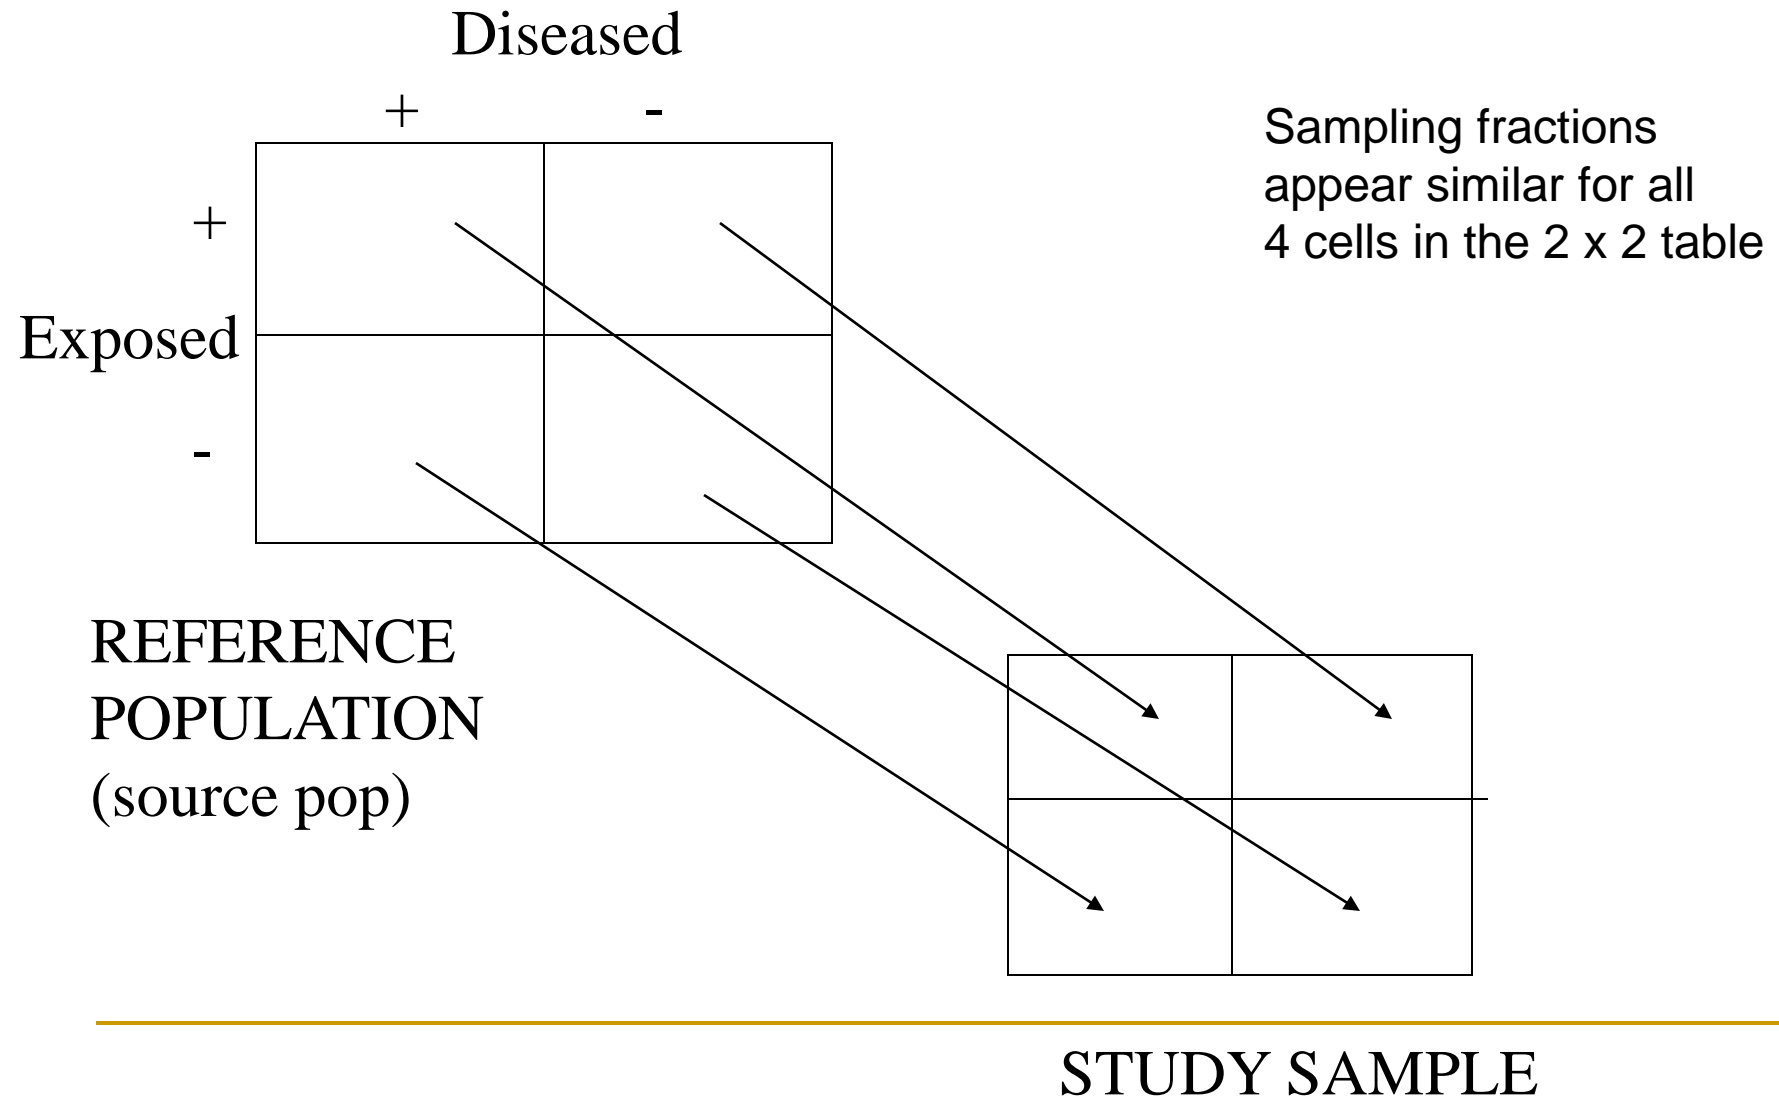 Diseased
+ -
Sampling fractions
appear similar for all
4 cells in the 2 x 2 table
+
Exposed
-
REFERENCE
POPULATION
(source pop)
STUDY SAMPLE